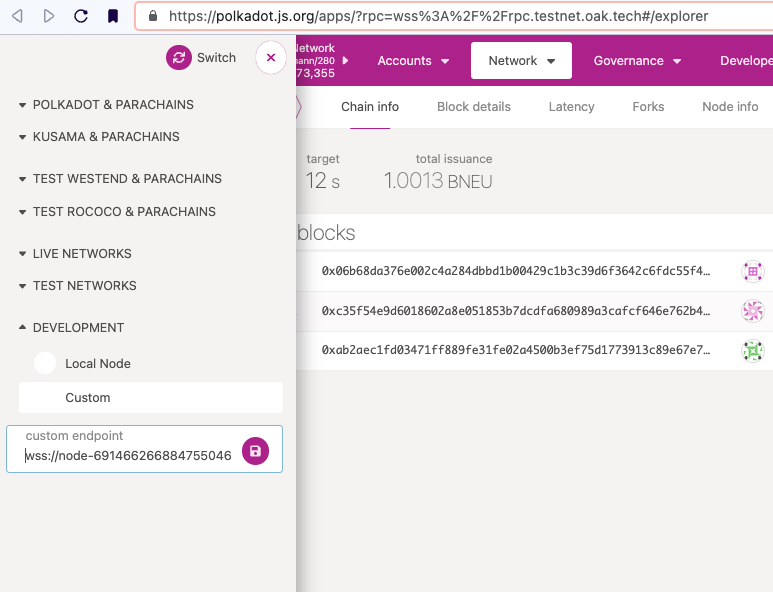 https://polkadot.js.org/apps/?rpc=wss%3A%2F%2Frpc.testnet.oak.tech#/explorer
Switch
POLKADOT & PARACHAINS
KUSAMA & PARACHAINS
TEST WESTEND & PARACHAINS
TEST ROCOCO & PARACHAINS
LIVE NETWORKS
TEST NETWORKS
DEVELOPMENT
Local Node
Custom
custom endpoint
wss://node-691466266884755046
Network
ann/280
73,355
Accounts
Network
Governance
Develope
Chain info
Block details
Latency
Forks
Node info
target
12 s
total issuance
1.0013 BNEU
blocks
0x06b68da376e002c4a284dbbd1b00429c1b3c39d6f3642c6fdc55f4…
0xc35f54e9d6018602a8e051853b7dcdfa680989a3cafcf646e762b4…
0xab2aec1fd03471ff889fe31fe02a4500b3ef75d1773913c89e67e7…